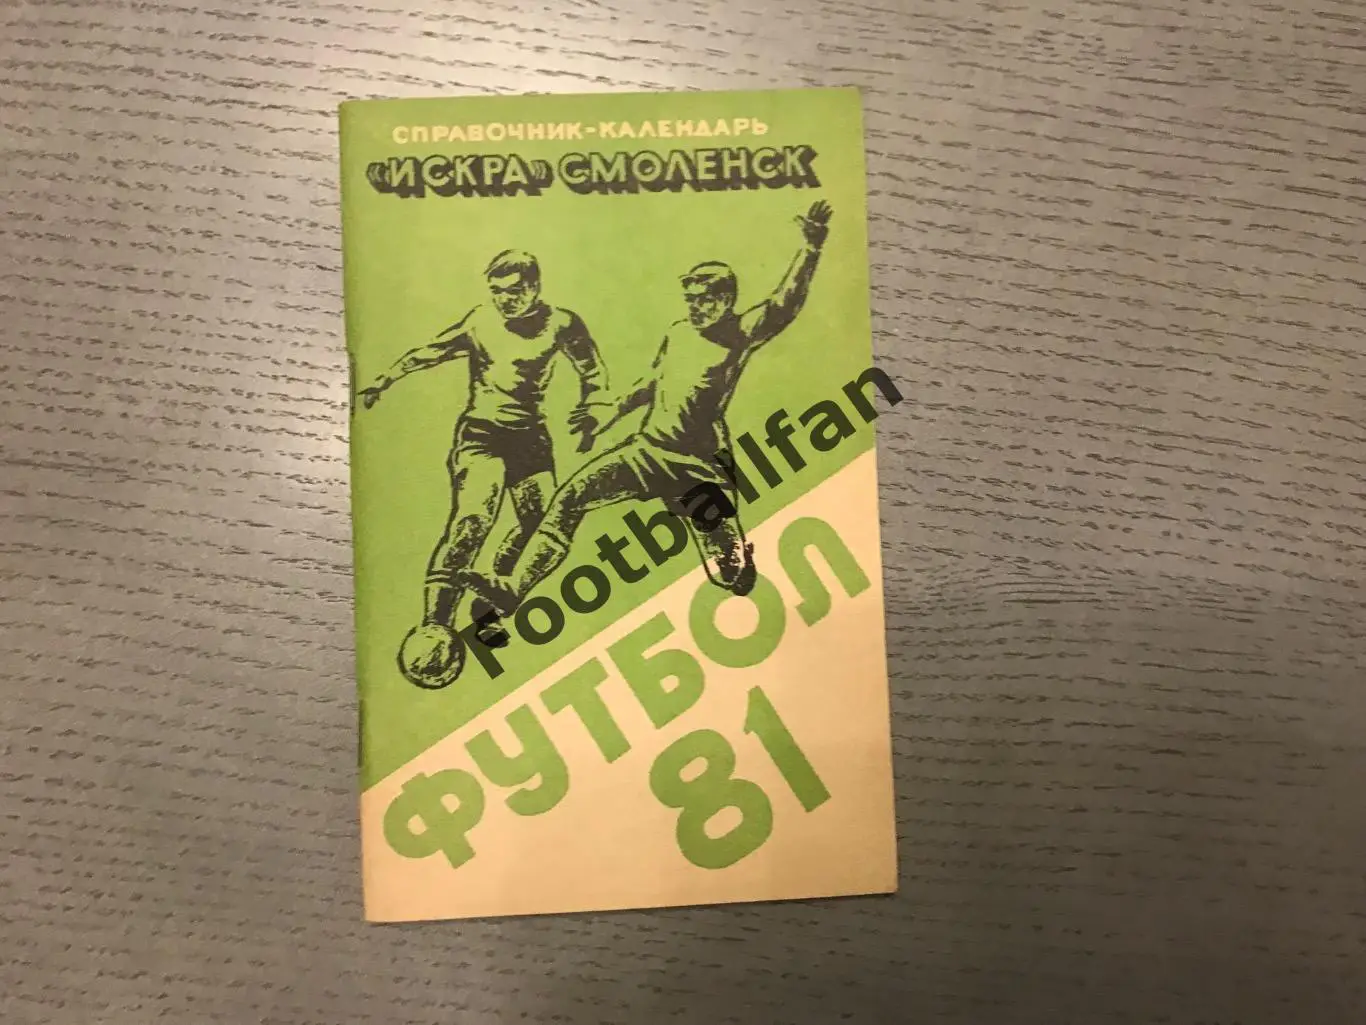 СПРАВОЧНИК-КАЛЕНДАРЬ
«ИСКРА» СМОЛЕНСК
Footballfan
ФУТБОЛ
81